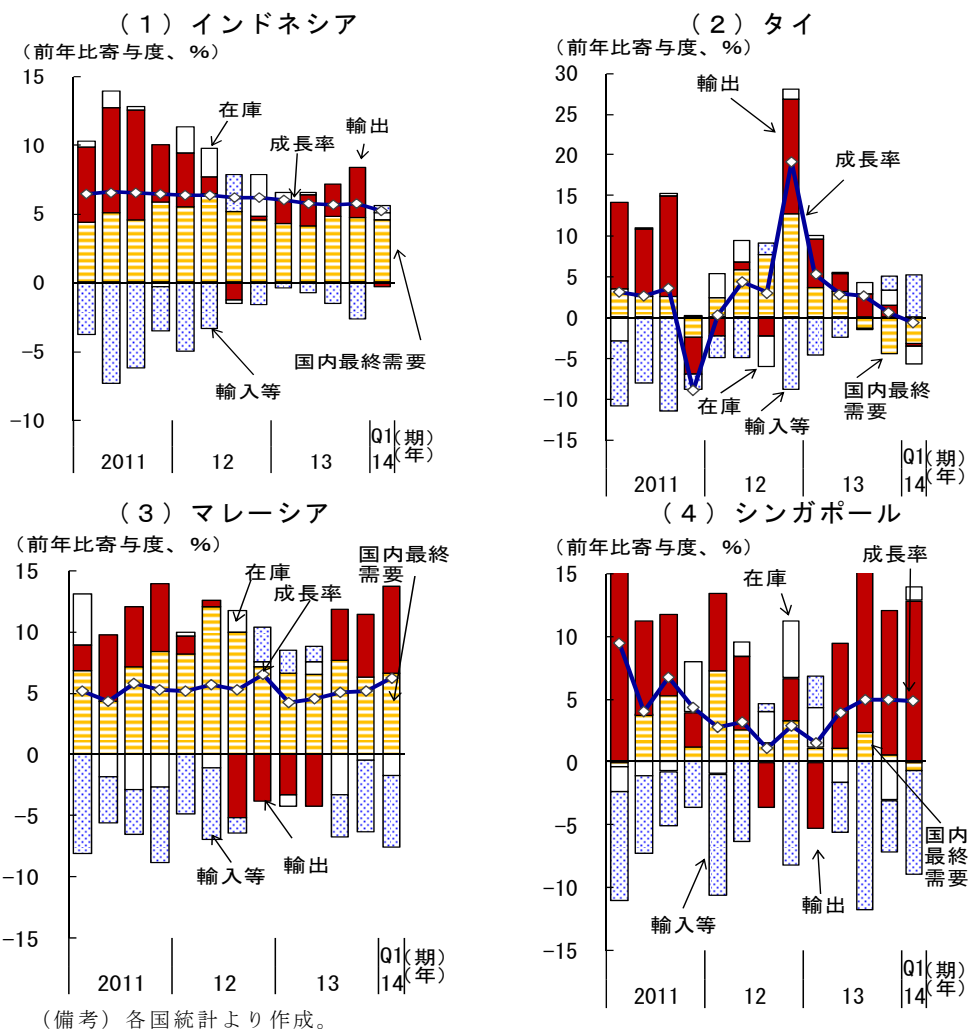 （１）インドネシア
（前年比寄与度、％）
15
10
5
0
−5
−10
在庫
成長率
輸出
国内最終需要
輸入等
2011
12
13
Q1
14
（期）
（年）
（２）タイ
（前年比寄与度、％）
30
25
20
15
10
5
0
−5
−10
−15
輸出
成長率
在庫
輸入等
国内最終
需要
2011
12
13
Q1
14
（期）
（年）
（３）マレーシア
（前年比寄与度、％）
15
10
5
0
−5
−10
−15
在庫
成長率
国内最終
需要
輸入等
輸出
2011
12
13
Q1
14
（期）
（年）
（４）シンガポール
（前年比寄与度、％）
15
10
5
0
−5
−10
−15
在庫
成長率
輸入等
輸出
国内
最終
需要
2011
12
13
Q1
14
（期）
（年）
（備考）各国統計より作成。